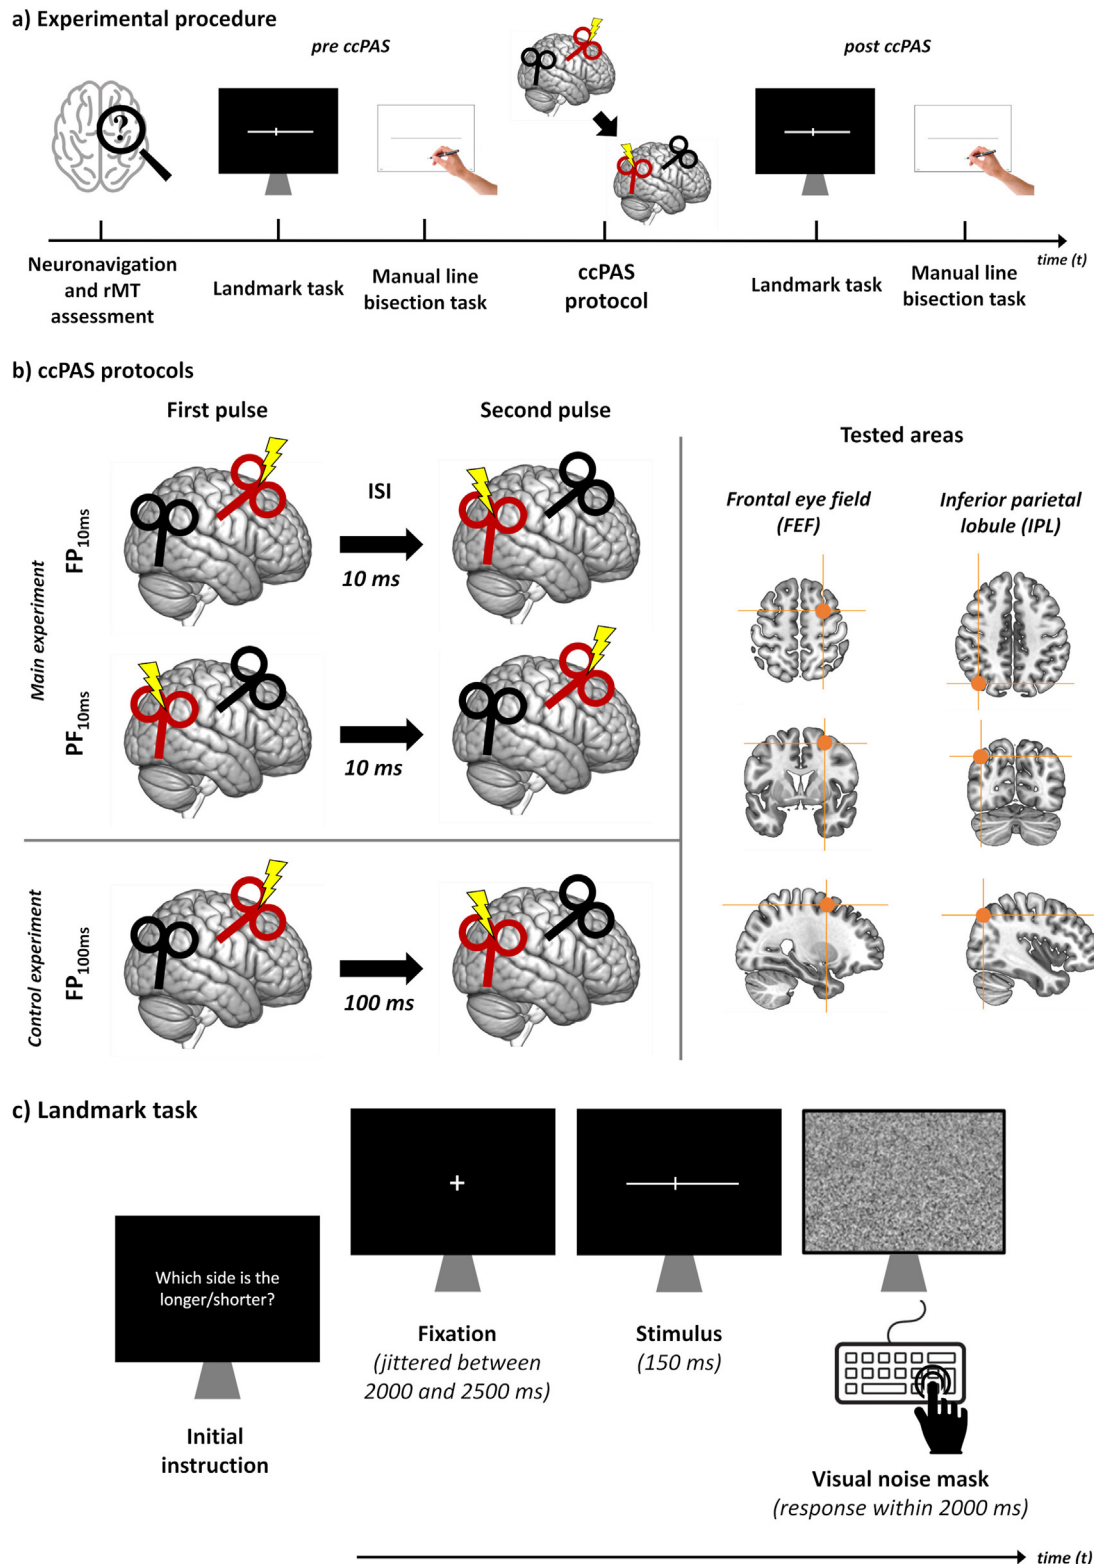 a) Experimental procedure
pre ccPAS
post ccPAS
?
time (t)
Neuronavigation
and rMT
assessment
Landmark task
Manual line
bisection task
ccPAS
protocol
Landmark task
Manual line
bisection task
b) ccPAS protocols
First pulse
Second pulse
Tested areas
Main experiment
FP10ms
ISI
10 ms
PF10ms
10 ms
Control experiment
FP100ms
100 ms
Frontal eye field
(FEF)
Inferior parietal
lobule (IPL)
c) Landmark task
Which side is the
longer/shorter?
Initial
instruction
Fixation
(jittered between
2000 and 2500 ms)
Stimulus
(150 ms)
Visual noise mask
(response within 2000 ms)
time (t)